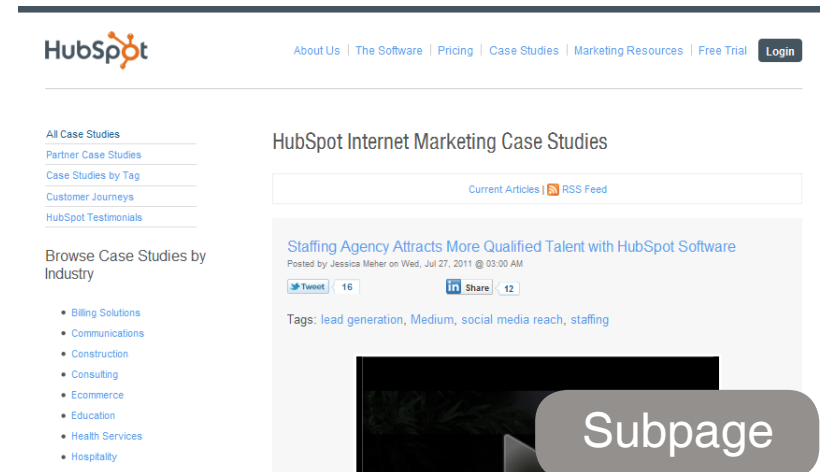 HubSpot
About Us | The Software | Pricing | Case Studies | Marketing Resources | Free Trial Login
All Case Studies
Partner Case Studies
Case Studies by Tag
Customer Journeys
HubSpot Testimonials
Browse Case Studies by
Industry
• Billing Solutions
• Communications
• Construction
• Consulting
• Ecommerce
• Education
• Health Services
• Hospitality
HubSpot Internet Marketing Case Studies
Current Articles | RSS Feed
Staffing Agency Attracts More Qualified Talent with HubSpot Software
Posted by Jessica Meher on Wed, Jul 27, 2011 @ 03:00 AM
Tweet 16 in Share 12
Tags: lead generation, Medium, social media reach, staffing
Subpage